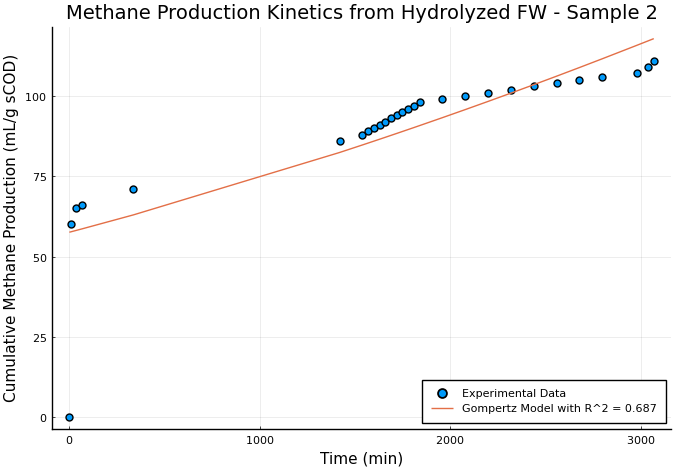 Methane Production Kinetics from Hydrolyzed FW - Sample 2
Cumulative Methane Production (mL/g sCOD)
100
75
50
25
0
0
1000
2000
3000
Time (min)
Experimental Data
Gompertz Model with R^2 = 0.687